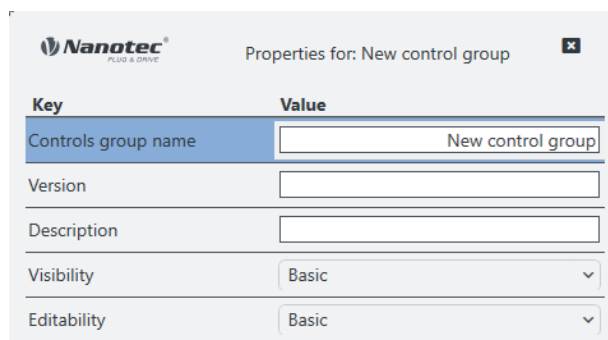 Nanotec®
PLUG & DRIVE
Properties for: New control group
Key Value
Controls group name New control group
Version
Description
Visibility Basic
Editability Basic